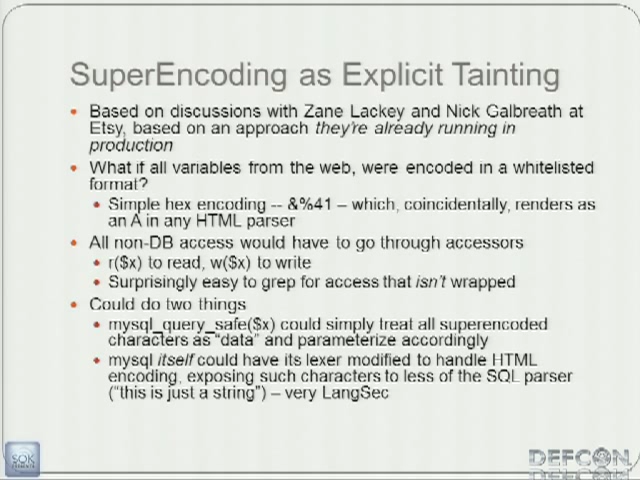 SuperEncoding as Explicit Tainting
• Based on discussions with Zane Lackey and Nick Galbreath at
Etsy, based on an approach they're already running in
production
• What if all variables from the web, were encoded in a whitelisted
format?
• Simple hex encoding -- &%41 – which, coincidentally, renders as
an A in any HTML parser
• All non-DB access would have to go through accessors
• r($x) to read, w($x) to write
• Surprisingly easy to grep for access that isn't wrapped
• Could do two things
• mysql_query_safe($x) could simply treat all superencoded
characters as “data” and parameterize accordingly
• mysql itself could have its lexer modified to handle HTML
encoding, exposing such characters to less of the SQL parser
(“this is just a string”) – very LangSec
DEFCON